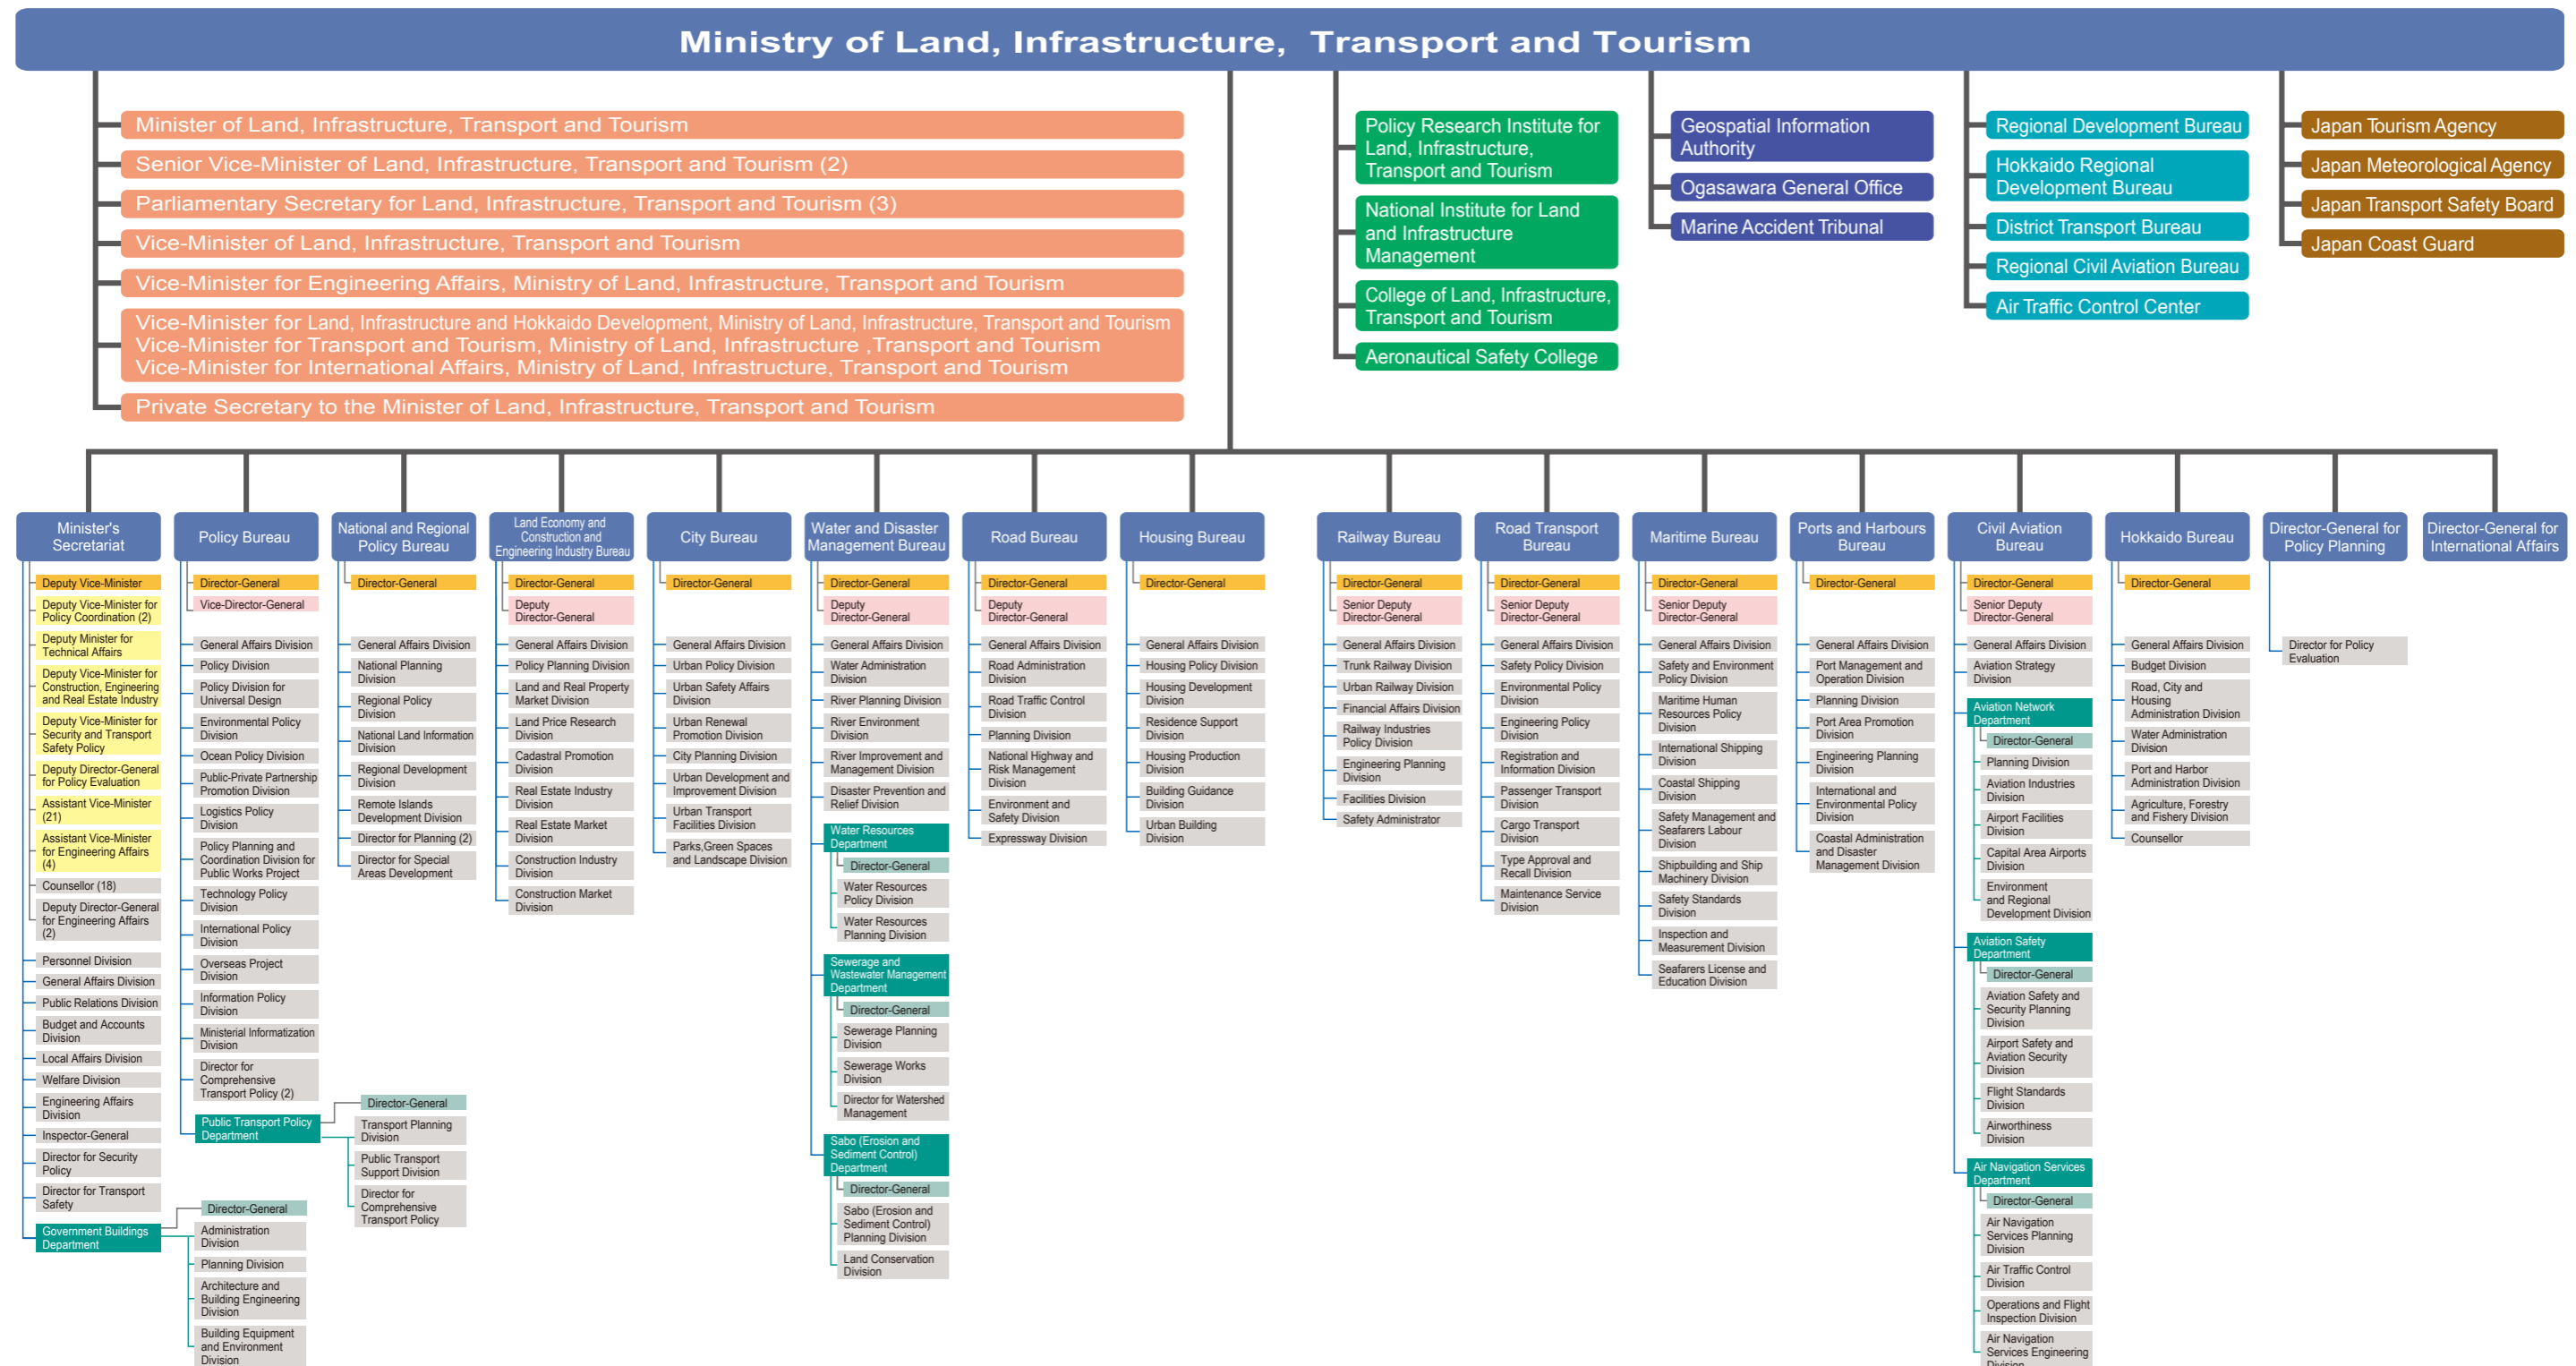 Ministry of Land, Infrastructure, Transport and Tourism
Minister of Land, Infrastructure, Transport and Tourism
Senior Vice-Minister of Land, Infrastructure, Transport and Tourism (2)
Parliamentary Secretary for Land, Infrastructure, Transport and Tourism (3)
Vice-Minister of Land, Infrastructure, Transport and Tourism
Vice-Minister for Engineering Affairs, Ministry of Land, Infrastructure, Transport and Tourism
Vice-Minister for Land, Infrastructure and Hokkaido Development, Ministry of Land, Infrastructure, Transport and Tourism
Vice-Minister for Transport and Tourism, Ministry of Land, Infrastructure ,Transport and Tourism
Vice-Minister for International Affairs, Ministry of Land, Infrastructure, Transport and Tourism
Private Secretary to the Minister of Land, Infrastructure, Transport and Tourism
Policy Research Institute for
Land, Infrastructure,
Transport and Tourism
National Institute for Land
and Infrastructure
Management
College of Land, Infrastructure,
Transport and Tourism
Aeronautical Safety College
Geospatial Information
Authority
Ogasawara General Office
Marine Accident Tribunal
Regional Development Bureau
Hokkaido Regional
Development Bureau
District Transport Bureau
Regional Civil Aviation Bureau
Air Traffic Control Center
Japan Tourism Agency
Japan Meteorological Agency
Japan Transport Safety Board
Japan Coast Guard
Minister's
Secretariat
Deputy Vice-Minister
Deputy Vice-Minister for
Policy Coordination (2)
Deputy Minister for
Technical Affairs
Deputy Vice-Minister for
Construction, Engineering
and Real Estate Industry
Deputy Vice-Minister for
Security and Transport
Safety Policy
Deputy Director-General
for Policy Evaluation
Assistant Vice-Minister
(21)
Assistant Vice-Minister
for Engineering Affairs
(4)
Counsellor (18)
Deputy Director-General
for Engineering Affairs
(2)
Personnel Division
General Affairs Division
Public Relations Division
Budget and Accounts
Division
Local Affairs Division
Welfare Division
Engineering Affairs
Division
Inspector-General
Director for Security
Policy
Director for Transport
Safety
Government Buildings
Department
Director-General
Administration
Division
Planning Division
Architecture and
Building Engineering
Division
Building Equipment
and Environment
Division
Policy Bureau
Director-General
Vice-Director-General
General Affairs Division
Policy Division
Policy Division for
Universal Design
Environmental Policy
Division
Ocean Policy Division
Public-Private Partnership
Promotion Division
Logistics Policy
Division
Policy Planning and
Coordination Division for
Public Works Project
Technology Policy
Division
International Policy
Division
Overseas Project
Division
Information Policy
Division
Ministerial Informatization
Division
Director for
Comprehensive
Transport Policy (2)
Public Transport Policy
Department
Director-General
Transport Planning
Division
Public Transport
Support Division
Director for
Comprehensive
Transport Policy
National and Regional
Policy Bureau
Director-General
General Affairs Division
National Planning
Division
Regional Policy
Division
National Land Information
Division
Regional Development
Division
Remote Islands
Development Division
Director for Planning (2)
Director for Special
Areas Development
Land Economy and
Construction and
Engineering Industry Bureau
Director-General
Deputy
Director-General
General Affairs Division
Policy Planning Division
Land and Real Property
Market Division
Land Price Research
Division
Cadastral Promotion
Division
Real Estate Industry
Division
Real Estate Market
Division
Construction Industry
Division
Construction Market
Division
City Bureau
Director-General
General Affairs Division
Urban Policy Division
Urban Safety Affairs
Division
Urban Renewal
Promotion Division
City Planning Division
Urban Development and
Improvement Division
Urban Transport
Facilities Division
Parks,Green Spaces
and Landscape Division
Water and Disaster
Management Bureau
Director-General
Deputy
Director-General
General Affairs Division
Water Administration
Division
River Planning Division
River Environment
Division
River Improvement and
Management Division
Disaster Prevention and
Relief Division
Water Resources
Department
Director-General
Water Resources
Policy Division
Water Resources
Planning Division
Sewerage and
Wastewater Management
Department
Director-General
Sewerage Planning
Division
Sewerage Works
Division
Director for Watershed
Management
Sabo (Erosion and
Sediment Control)
Department
Director-General
Sabo (Erosion and
Sediment Control)
Planning Division
Land Conservation
Division
Road Bureau
Director-General
Deputy
Director-General
General Affairs Division
Road Administration
Division
Road Traffic Control
Division
Planning Division
National Highway and
Risk Management
Division
Environment and
Safety Division
Expressway Division
Housing Bureau
Director-General
General Affairs Division
Housing Policy Division
Housing Development
Division
Residence Support
Division
Housing Production
Division
Building Guidance
Division
Urban Building
Division
Railway Bureau
Director-General
Senior Deputy
Director-General
General Affairs Division
Trunk Railway Division
Urban Railway Division
Financial Affairs Division
Railway Industries
Policy Division
Engineering Planning
Division
Facilities Division
Safety Administrator
Road Transport
Bureau
Director-General
Senior Deputy
Director-General
General Affairs Division
Safety Policy Division
Environmental Policy
Division
Engineering Policy
Division
Registration and
Information Division
Passenger Transport
Division
Cargo Transport
Division
Type Approval and
Recall Division
Maintenance Service
Division
Maritime Bureau
Director-General
Senior Deputy
Director-General
General Affairs Division
Safety and Environment
Policy Division
Maritime Human
Resources Policy
Division
International Shipping
Division
Coastal Shipping
Division
Safety Management and
Seafarers Labour
Division
Shipbuilding and Ship
Machinery Division
Safety Standards
Division
Inspection and
Measurement Division
Seafarers License and
Education Division
Ports and Harbours
Bureau
Director-General
General Affairs Division
Port Management and
Operation Division
Planning Division
Port Area Promotion
Division
Engineering Planning
Division
International and
Environmental Policy
Division
Coastal Administration
and Disaster
Management Division
Civil Aviation
Bureau
Director-General
Senior Deputy
Director-General
General Affairs Division
Aviation Strategy
Division
Aviation Network
Department
Director-General
Planning Division
Aviation Industries
Division
Airport Facilities
Division
Capital Area Airports
Division
Environment
and Regional
Development Division
Aviation Safety
Department
Director-General
Aviation Safety and
Security Planning
Division
Airport Safety and
Aviation Security
Division
Flight Standards
Division
Airworthiness
Division
Air Navigation Services
Department
Director-General
Air Navigation
Services Planning
Division
Air Traffic Control
Division
Operations and Flight
Inspection Division
Air Navigation
Services Engineering
Division
Hokkaido Bureau
Director-General
General Affairs Division
Budget Division
Road, City and
Housing
Administration Division
Water Administration
Division
Port and Harbor
Administration Division
Agriculture, Forestry
and Fishery Division
Counsellor
Director-General for
Policy Planning
Director for Policy
Evaluation
Director-General for
International Affairs